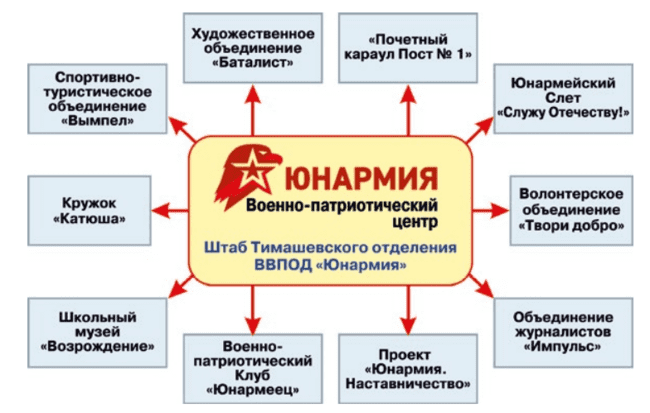 Художественное
объединение
«Баталист»
«Почетный
караул Пост № 1»
Спортивно-
туристическое
объединение
«Вымпел»
Юнармейский
Слет
«Служу Отечеству!»
ЮНАРМИЯ
Военно-патриотический
центр
Штаб Тимашевского отделения
ВВПОД «Юнармия»
Кружок
«Катюша»
Волонтерское
объединение
«Твори добро»
Школьный
музей
«Возрождение»
Военно-
патриотический
Клуб
«Юнармеец»
Проект
«Юнармия.
Наставничество»
Объединение
журналистов
«Импульс»